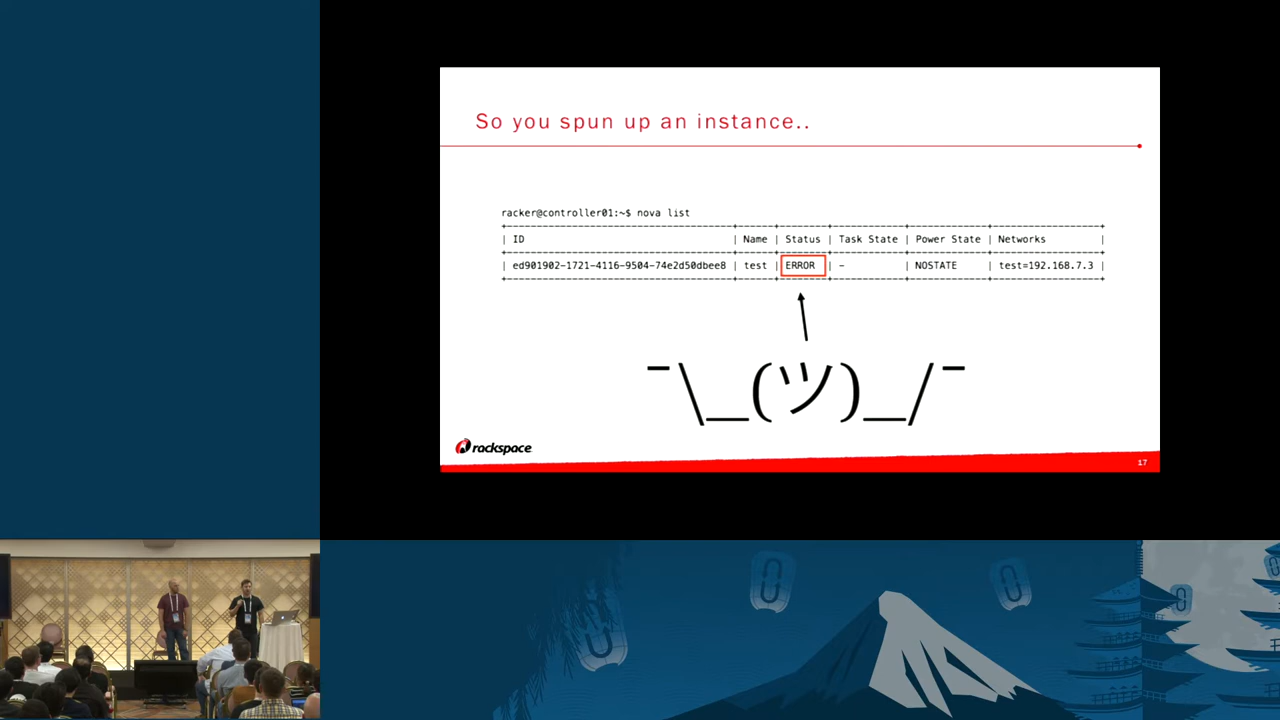 So you spun up an instance..
racker@controller01:~$ nova list
+--------------------------------------+------+--------+------------+-------------+------------------+
| ID | Name | Status | Task State | Power State | Networks |
+--------------------------------------+------+--------+------------+-------------+------------------+
| ed901902-1721-4116-9504-74e2d50dbee8 | test | ERROR | - | NOSTATE | test=192.168.7.3 |
+--------------------------------------+------+--------+------------+-------------+------------------+
¯\_(ツ)_/¯
rackspace
17